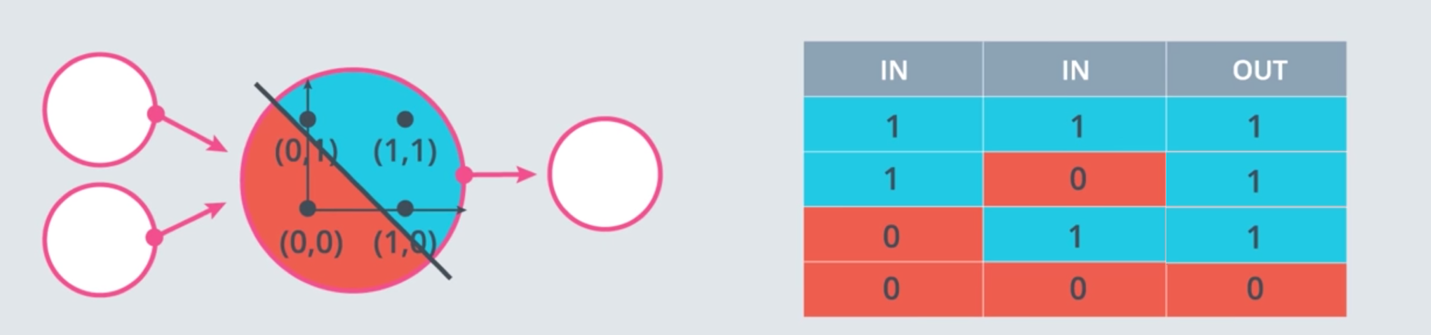 (0,1) (1,1)
(0,0) (1,0)
IN IN OUT
1 1 1
1 0 1
0 1 1
0 0 0